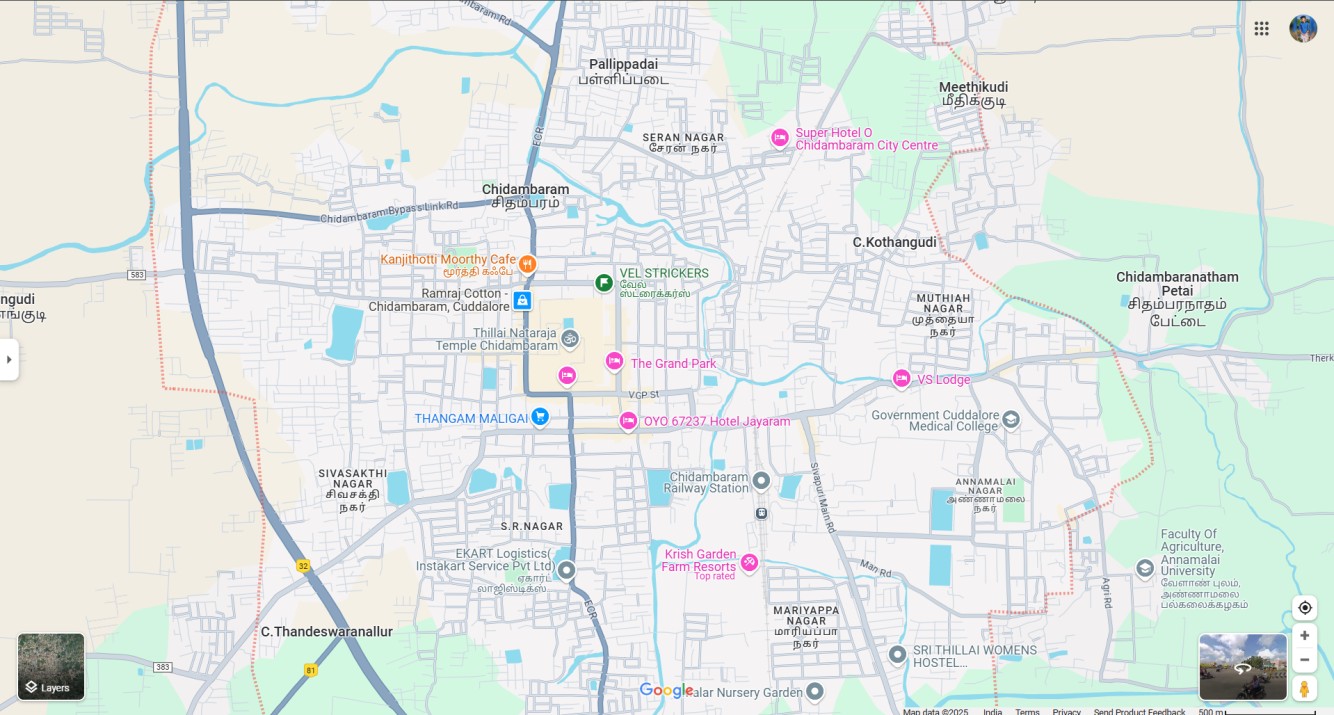 Chidambaram Rd
Pallippadai
பள்ளிப்படை
Meethikudi
மீதிக்குடி
ECR
SERAN NAGAR
சேரன் நகர்
Super Hotel O
Chidambaram City Centre
Chidambaram
சிதம்பரம்
Chidambaram Bypass Link Rd
C.Kothangudi
Kanjithotti Moorthy Cafe
மூர்த்தி கஃபே
583
VEL STRICKERS
வேல்
ஸ்ட்ரைக்கர்ஸ்
Chidambaranatham
Petai
சிதம்பரநாதம்
பேட்டை
ngudi
ங்குடி
Ramraj Cotton -
Chidambaram, Cuddalore
MUTHIAH
NAGAR
முத்தையா
நகர்
Thillai Nataraja
Temple Chidambaram
The Grand Park
Therk
VS Lodge
VGP St
THANGAM MALIGAI
OYO 67237 Hotel Jayaram
Government Cuddalore
Medical College
SIVASAKTHI
NAGAR
சிவசக்தி
நகர்
Chidambaram
Railway Station
Sivapuri Main Rd
ANNAMALAI
NAGAR
அண்ணாமலை
நகர்
S.R.NAGAR
EKART Logistics(
Instakart Service Pvt Ltd)
ஏகார்ட்
லாஜிஸ்டிக்ஸ்
Krish Garden
Farm Resorts
Top rated
Man Rd
Faculty Of
Agriculture,
Annamalai
University
வேளாண் புலம்,
அண்ணாமலை
பல்கலைக்கழகம்
Agri Rd
32
ECR
MARIYAPPA
NAGAR
மாரியப்பா
நகர்
C.Thandeswaranallur
SRI THILLAI WOMENS
HOSTEL...
383
81
Layers
Google
alar Nursery Garden
Map data ©2025 India Terms Privacy Send Product Feedback 500 m